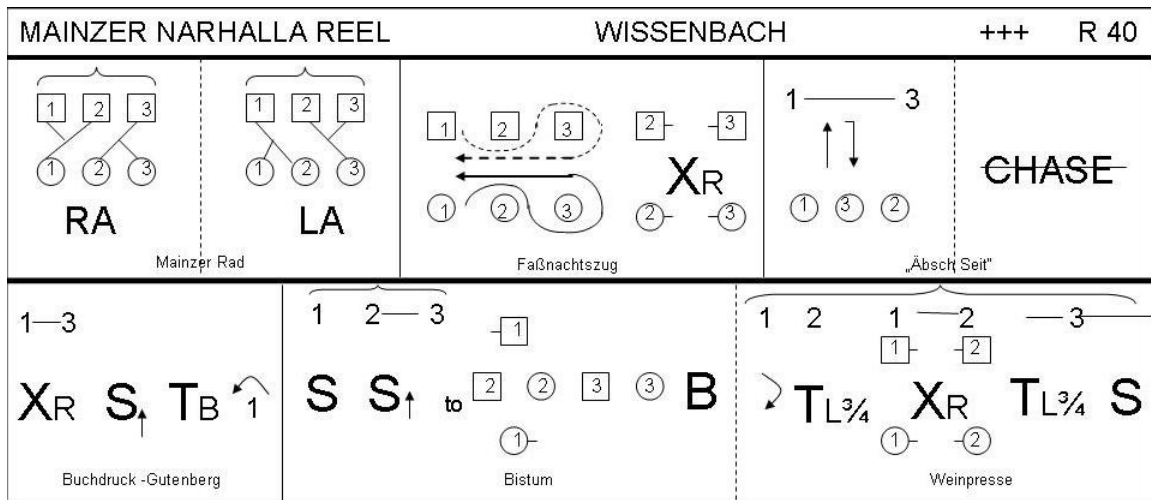 MAINZER NARHALLA REEL WISSENBACH +++ R 40
1 2 3 1 2 3
1 2 3 1 2 3
RA LA
Mainzer Rad
1 2 3 2 3
XR
1 2 3 2 3
Faßnachtszug
1 3
1 3 2
CHASE
„Äbsch Seit"
1 3
XR S TB 1
Buchdruck -Gutenberg
1 2 3
1
S S to 2 2 3 3 B
1
Bistum
1 2 1 2 3
1 2
TL¾ XR TL¾ S
1 2
Weinpresse